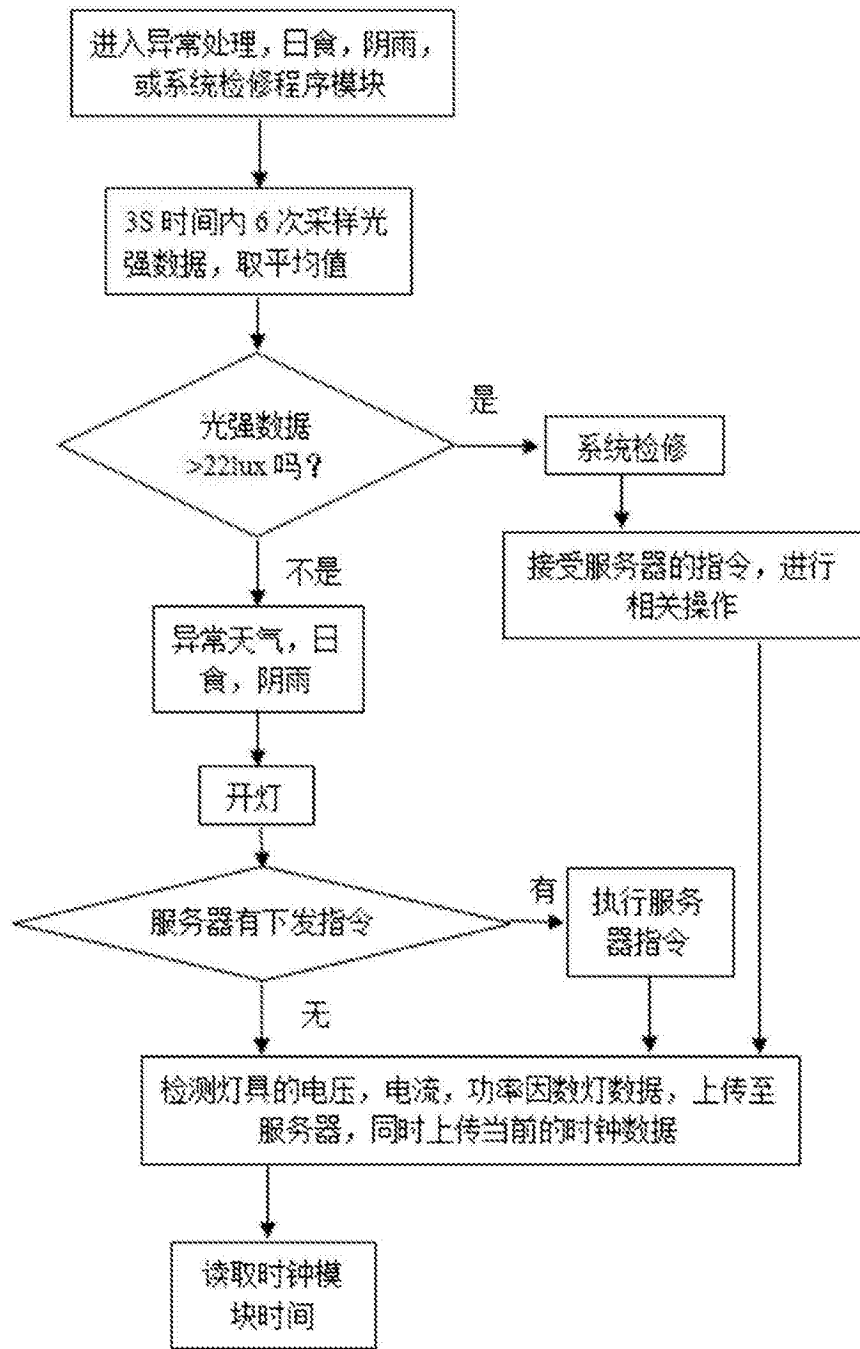 进入异常处理，日食，阴雨，
或系统检修程序模块
3S 时间内 6 次采样光
强数据，取平均值
光强数据
>22lux 吗？
是
系统检修
不是
接受服务器的指令，进行
相关操作
异常天气，日
食，阴雨
开灯
服务器有下发指令
有
执行服务
器指令
无
检测灯具的电压，电流，功率因数灯数据，上传至
服务器，同时上传当前的时钟数据
读取时钟模
块时间